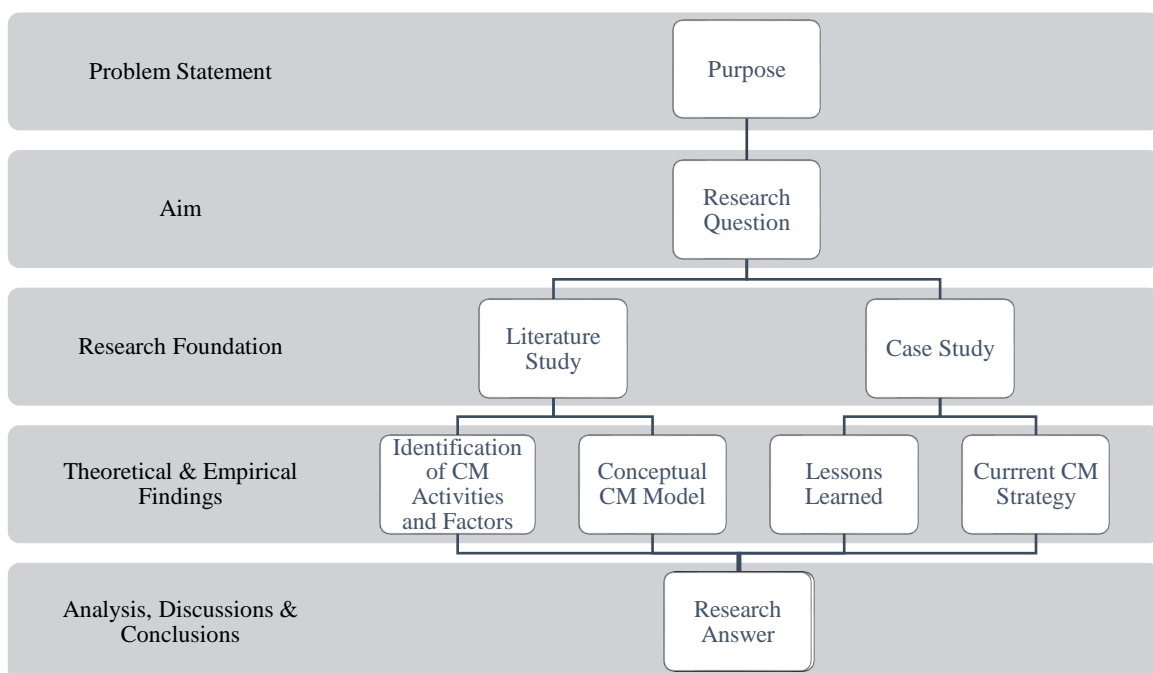 Problem Statement
Purpose
Aim
Research
Question
Research Foundation
Literature
Study
Case Study
Theoretical & Empirical
Findings
Identification
of CM
Activities
and Factors
Conceptual
CM Model
Lessons
Learned
Currrent CM
Strategy
Analysis, Discussions &
Conclusions
Research
Answer